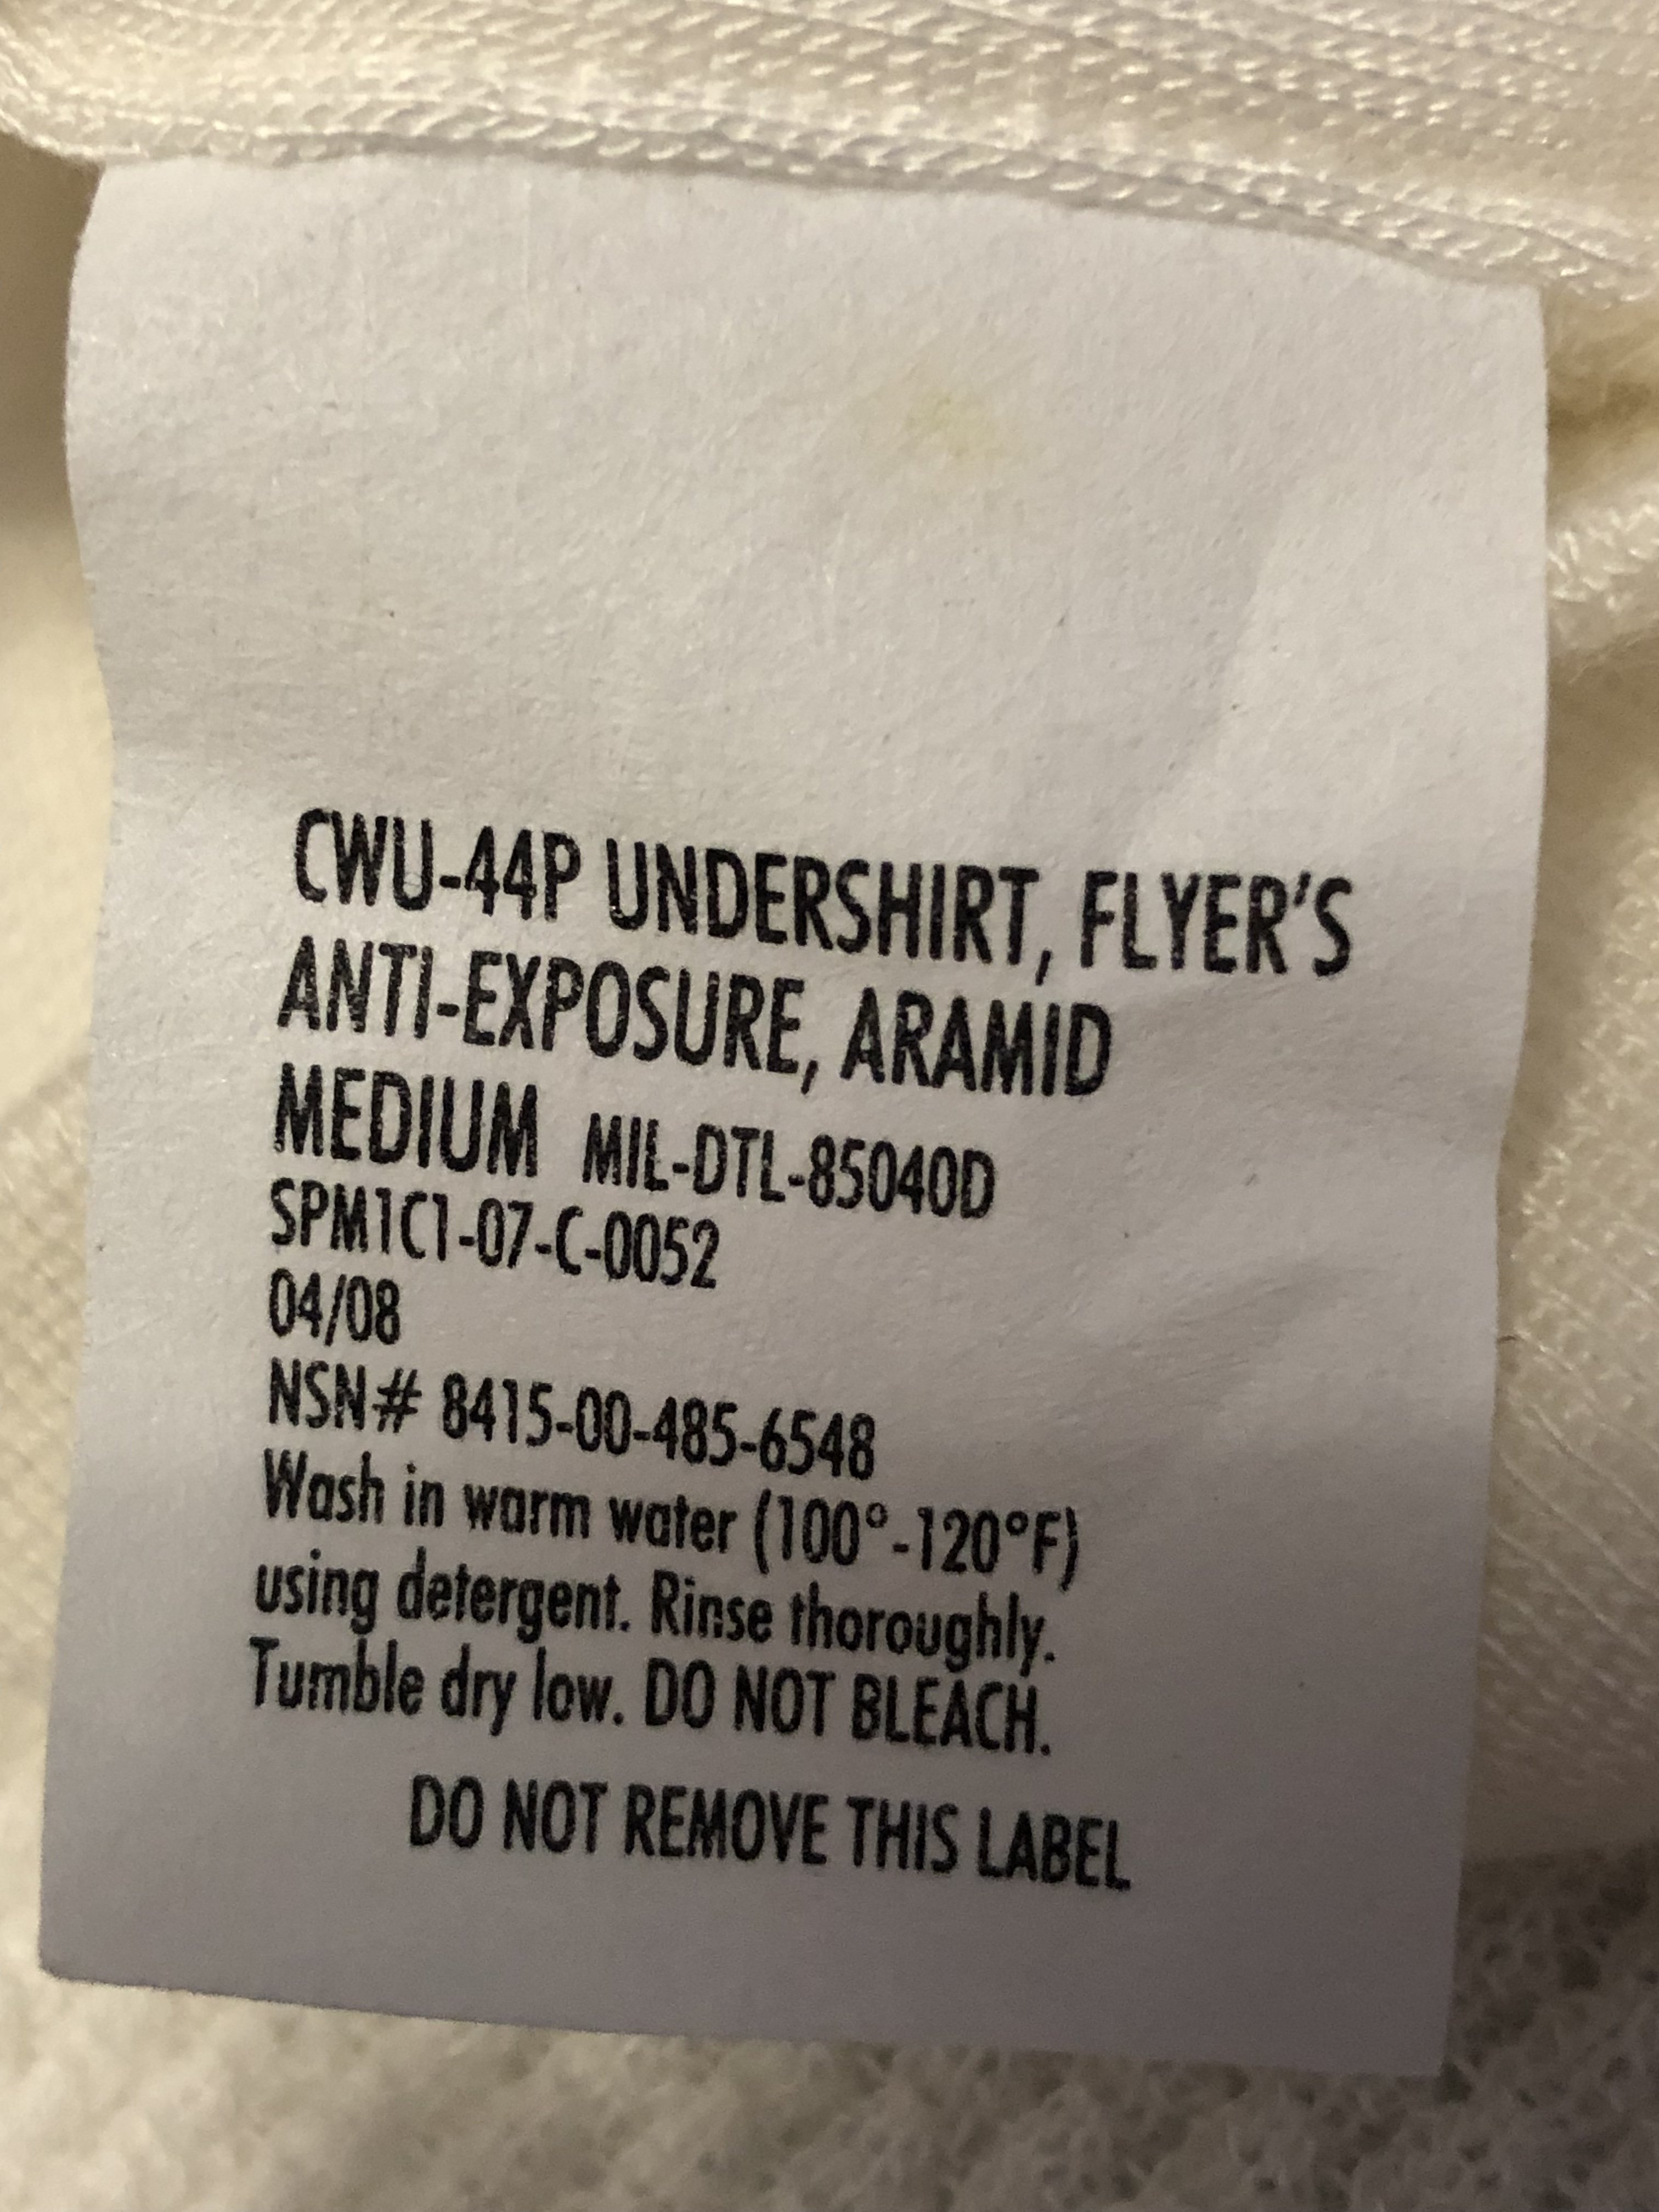 CWU-44P UNDERSHIRT, FLYER'S
ANTI-EXPOSURE, ARAMID
MEDIUM MIL-DTL-85040D
SPM1C1-07-C-0052
04/08
NSN# 8415-00-485-6548
Wash in warm water (100°-120°F)
using detergent. Rinse thoroughly.
Tumble dry low. DO NOT BLEACH.
DO NOT REMOVE THIS LABEL